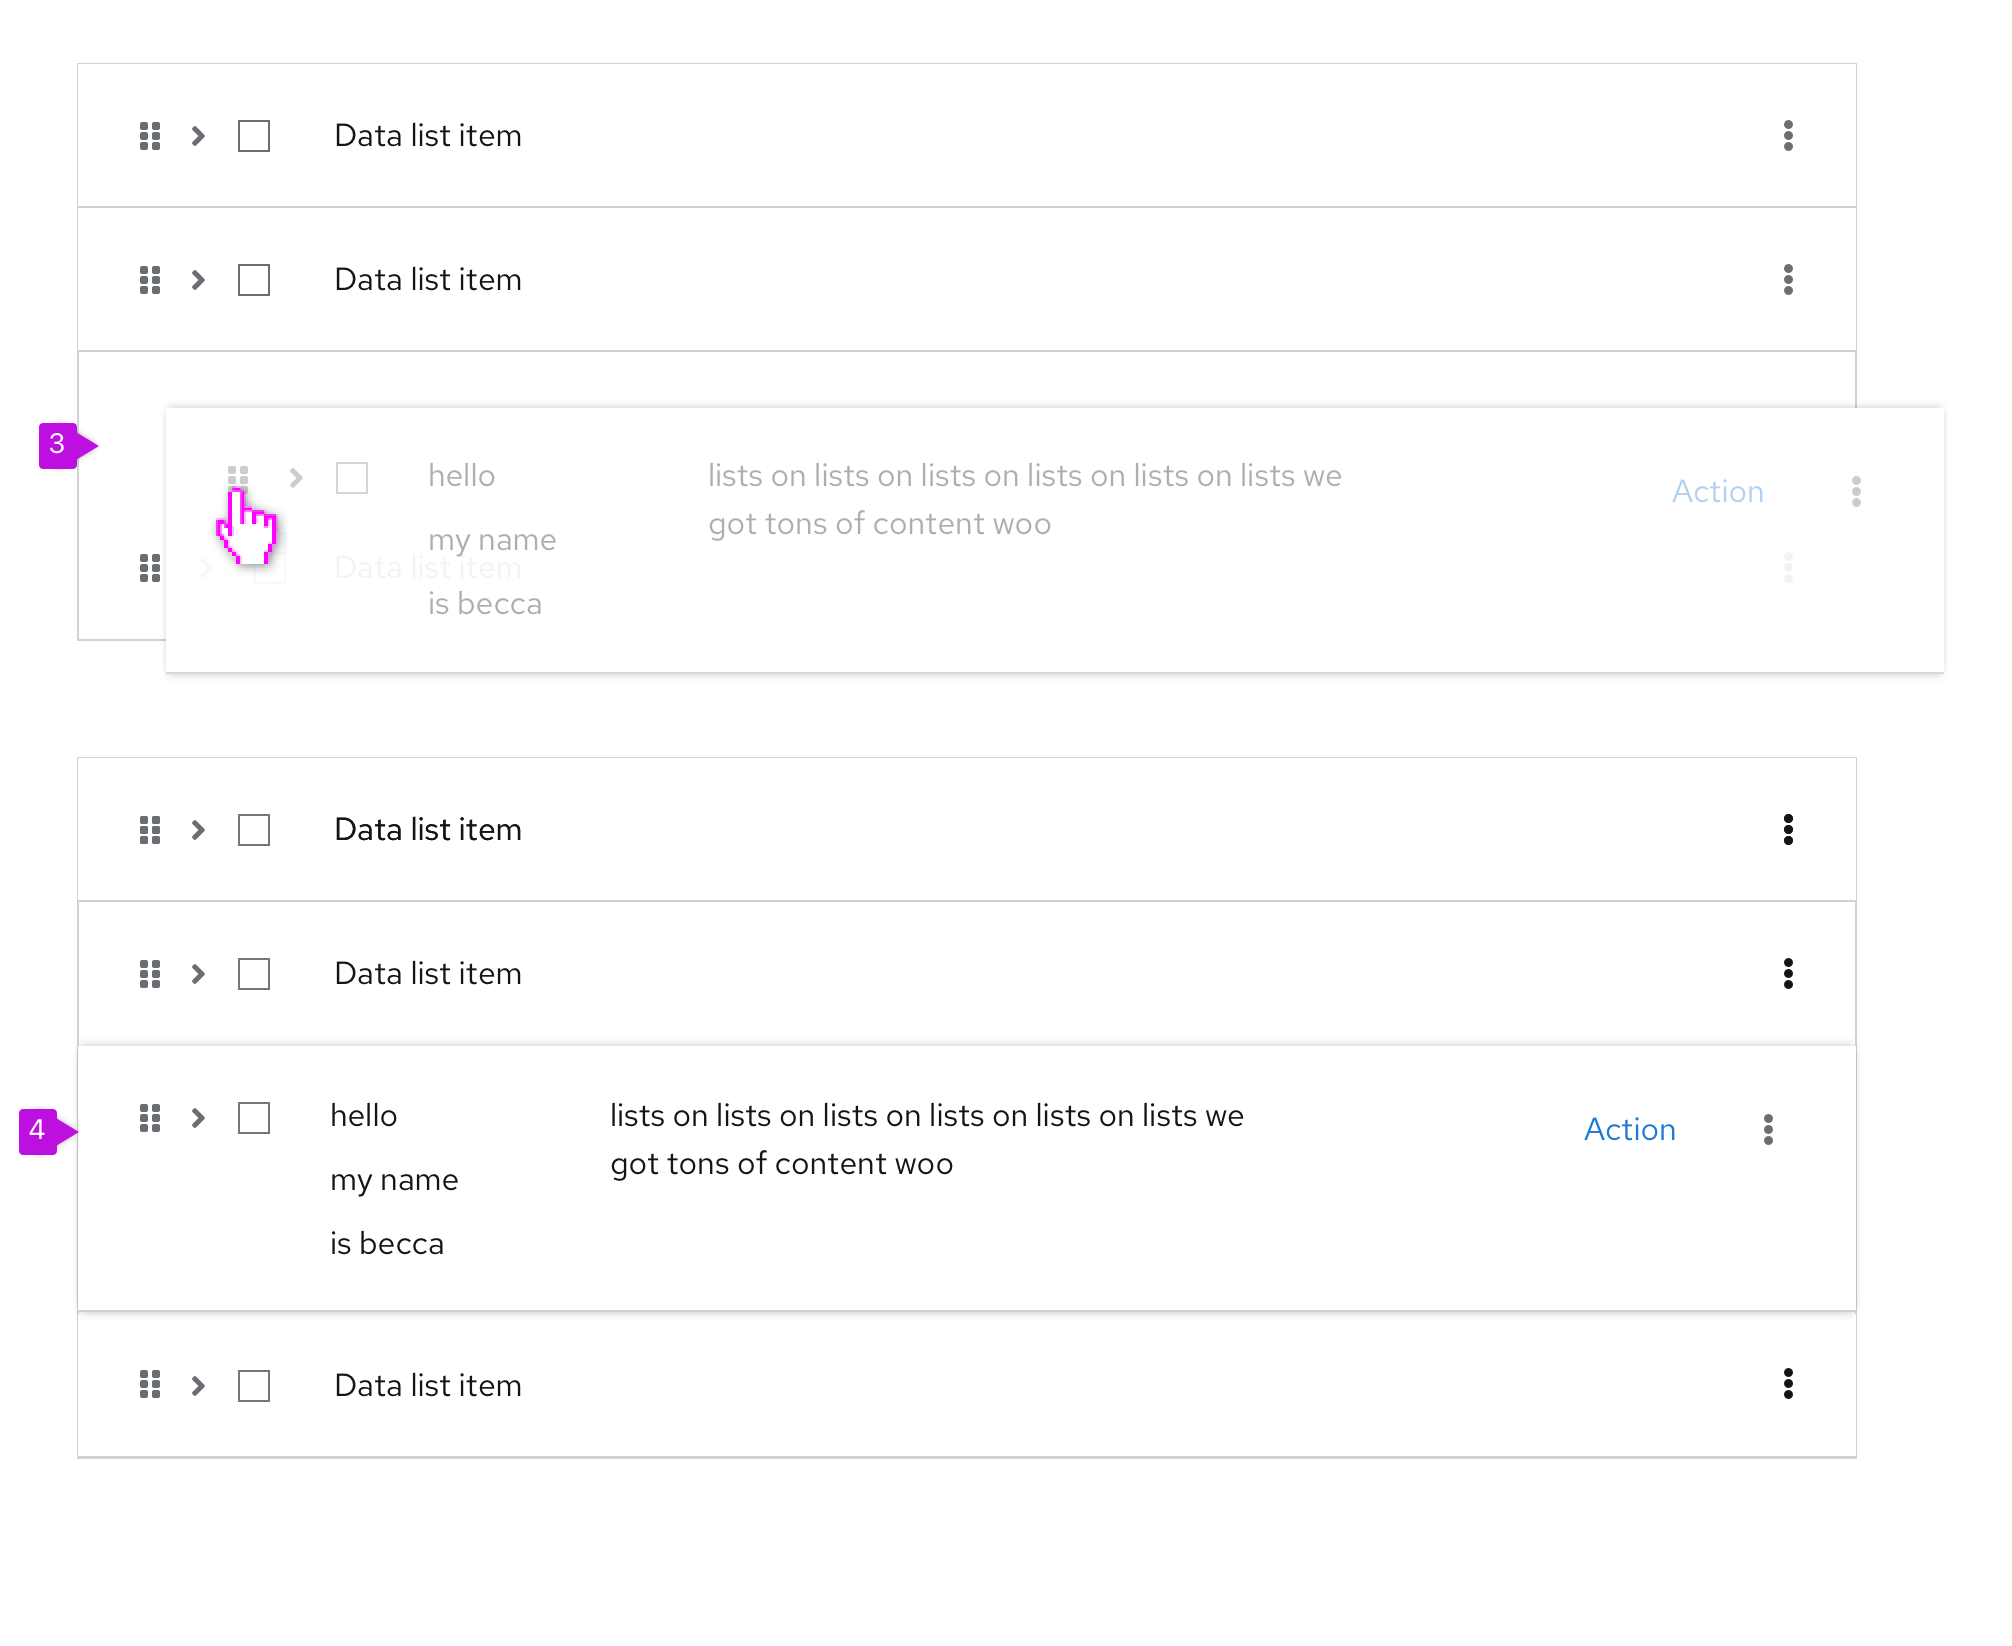 Data list item
Data list item
3
hello
lists on lists on lists on lists on lists on lists we
got tons of content woo
Action
my name
Data list item
is becca
Data list item
Data list item
4
hello
lists on lists on lists on lists on lists on lists we
got tons of content woo
Action
my name
is becca
Data list item